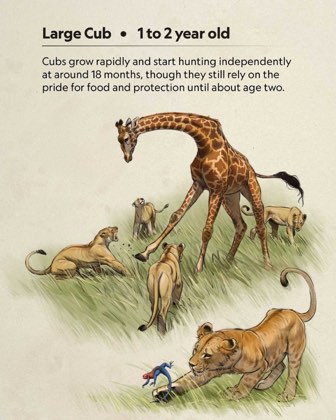 Large Cub • 1 to 2 year old
Cubs grow rapidly and start hunting independently
at around 18 months, though they still rely on the
pride for food and protection until about age two.